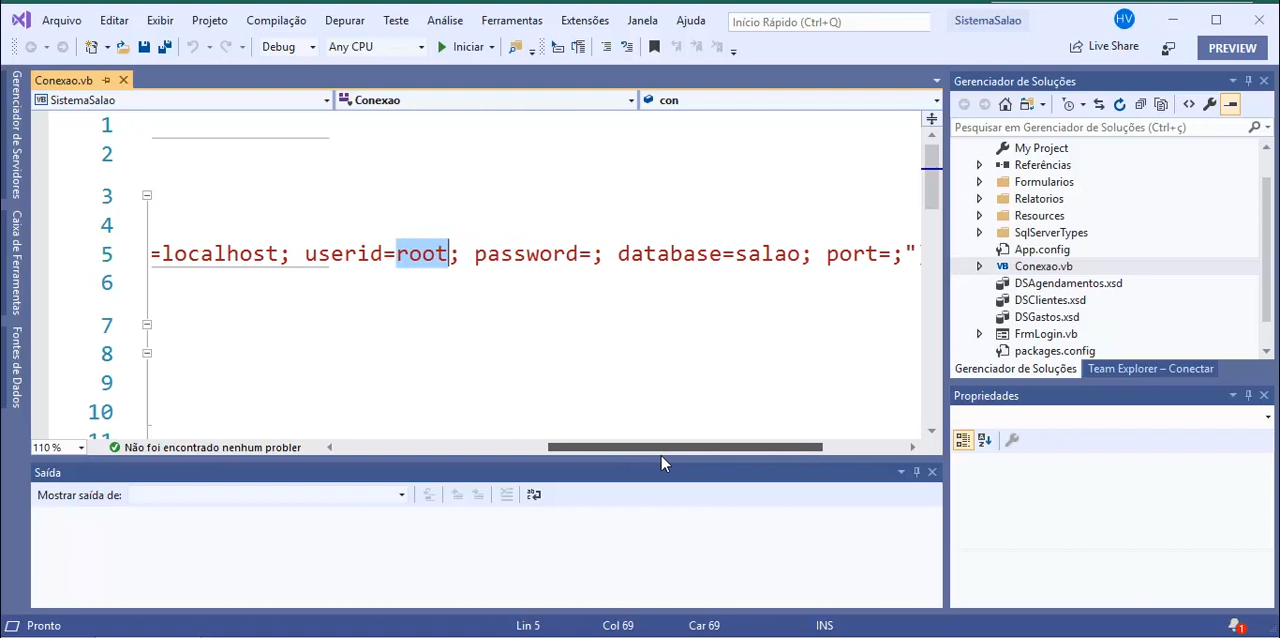 Arquivo Editar Exibir Projeto Compilação Depurar Teste Análise Ferramentas Extensões Janela Ajuda Início Rápido (Ctrl+Q) SistemaSalao HV
Debug Any CPU Iniciar Live Share PREVIEW
Gerenciador de Servidores
Caixa de Ferramentas
Fontes de Dados
Conexao.vb
VB SistemaSalao Conexao con
1
2
3
4
5 =localhost; userid=root; password=; database=salao; port=;"
6
7
8
9
10
11
110 % Não foi encontrado nenhum probler
Saída
Mostrar saída de:
Gerenciador de Soluções
Pesquisar em Gerenciador de Soluções (Ctrl+ç)
My Project
Referências
Formularios
Relatorios
Resources
SqlServerTypes
App.config
VB Conexao.vb
DSAgendamentos.xsd
DSClientes.xsd
DSGastos.xsd
FrmLogin.vb
packages.config
Gerenciador de Soluções Team Explorer – Conectar
Propriedades
Pronto Lin 5 Col 69 Car 69 INS 1